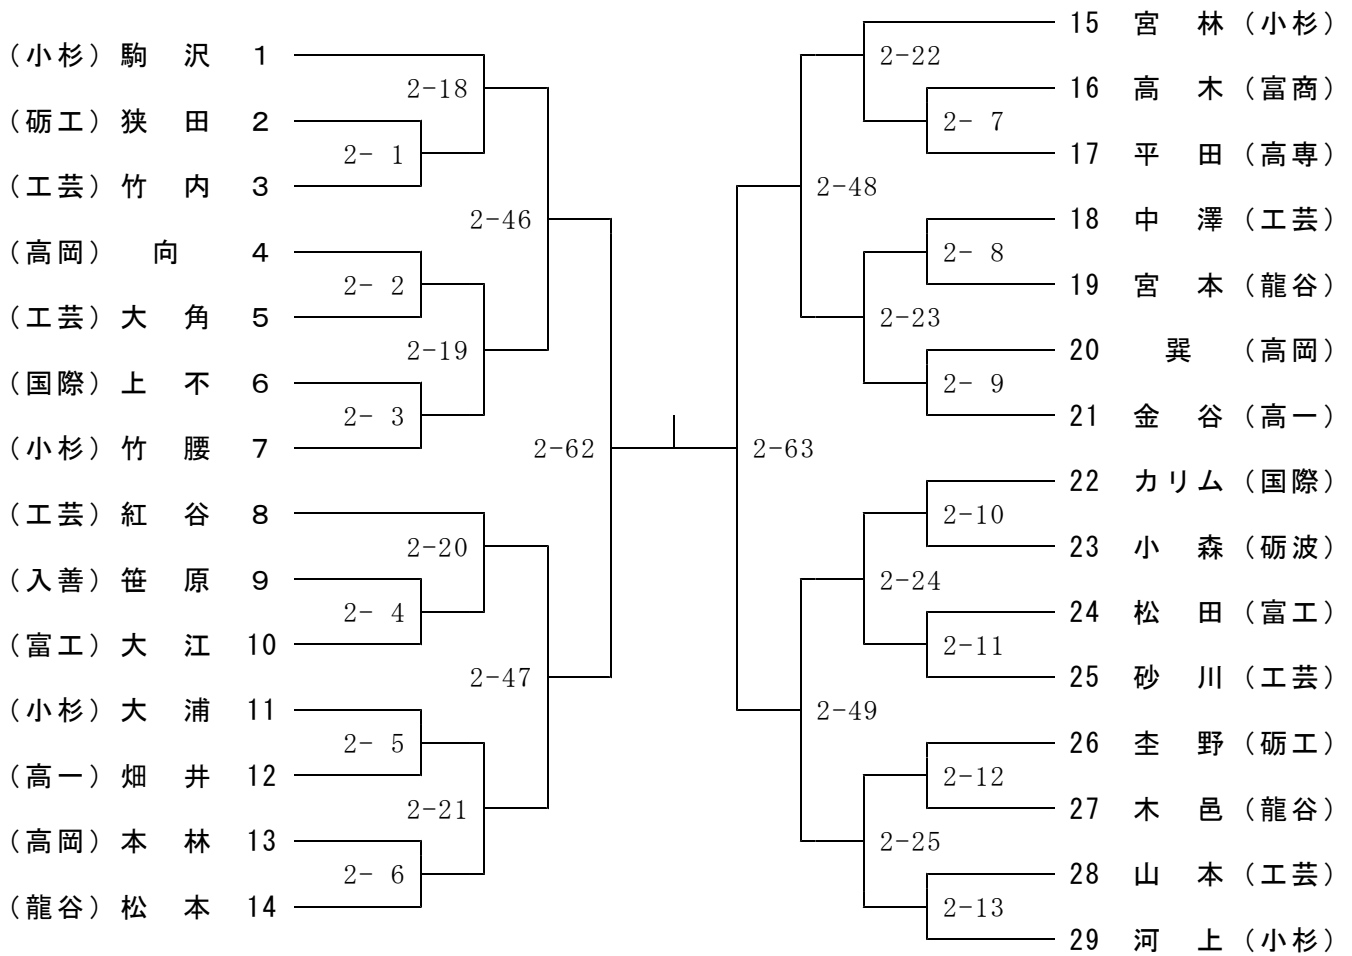 (小杉) 駒 沢 1
2-18
(砺工) 狭 田 2
2- 1
(工芸) 竹 内 3
2-46
(高岡) 向 4
2- 2
(工芸) 大 角 5
2-19
(国際) 上 不 6
2- 3
(小杉) 竹 腰 7
2-62
(工芸) 紅 谷 8
2-20
(入善) 笹 原 9
2- 4
(富工) 大 江 10
2-47
(小杉) 大 浦 11
2- 5
(高一) 畑 井 12
2-21
(高岡) 本 林 13
2- 6
(龍谷) 松 本 14
15 宮 林 (小杉)
2-22
16 高 木 (富商)
2- 7
17 平 田 (高専)
2-48
18 中 澤 (工芸)
2- 8
19 宮 本 (龍谷)
2-23
20 巽 (高岡)
2- 9
21 金 谷 (高一)
2-63
22 カリム (国際)
2-10
23 小 森 (砺波)
2-24
24 松 田 (富工)
2-11
25 砂 川 (工芸)
2-49
26 杢 野 (砺工)
2-12
27 木 邑 (龍谷)
2-25
28 山 本 (工芸)
2-13
29 河 上 (小杉)